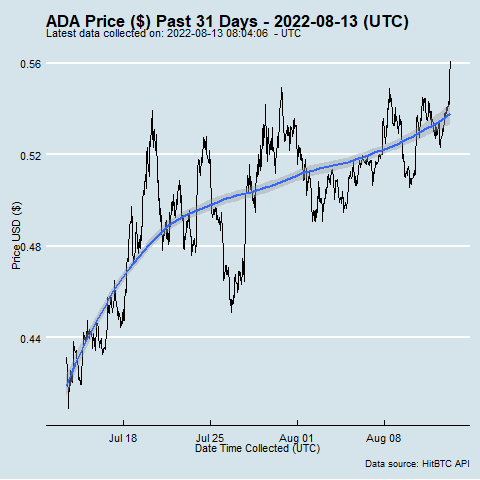 ADA Price ($) Past 31 Days - 2022-08-13 (UTC)
Latest data collected on: 2022-08-13 08:04:06  - UTC
0.56
0.52
0.48
0.44
Price USD ($)
Jul 18
Jul 25
Aug 01
Aug 08
Date Time Collected (UTC)
Data source: HitBTC API